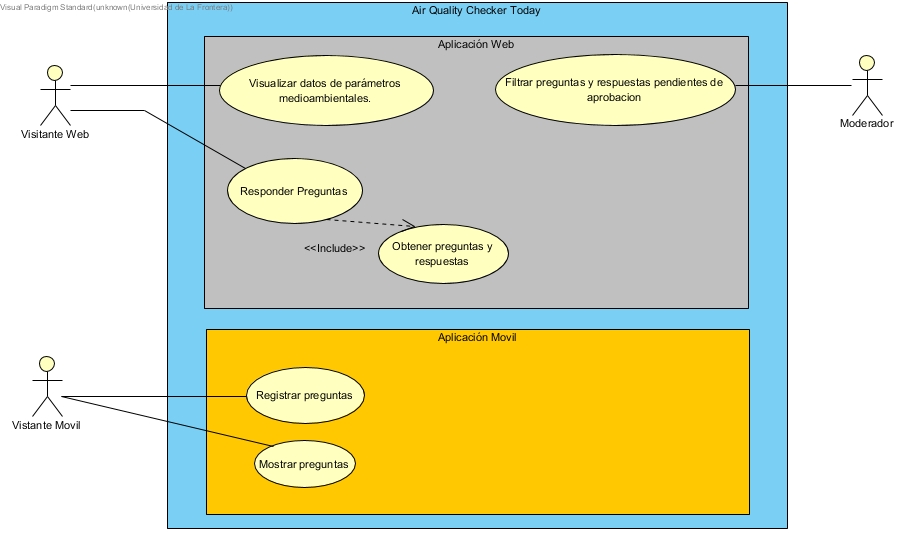 Visual Paradigm Standard(unknown(Universidad de La Frontera))
Air Quality Checker Today
Aplicación Web
Visualizar datos de parámetros
medioambientales.
Filtrar preguntas y respuestas pendientes de
aprobacion
Visitante Web
Moderador
Responder Preguntas
<<Include>>
Obtener preguntas y
respuestas
Aplicación Movil
Registrar preguntas
Vistante Movil
Mostrar preguntas